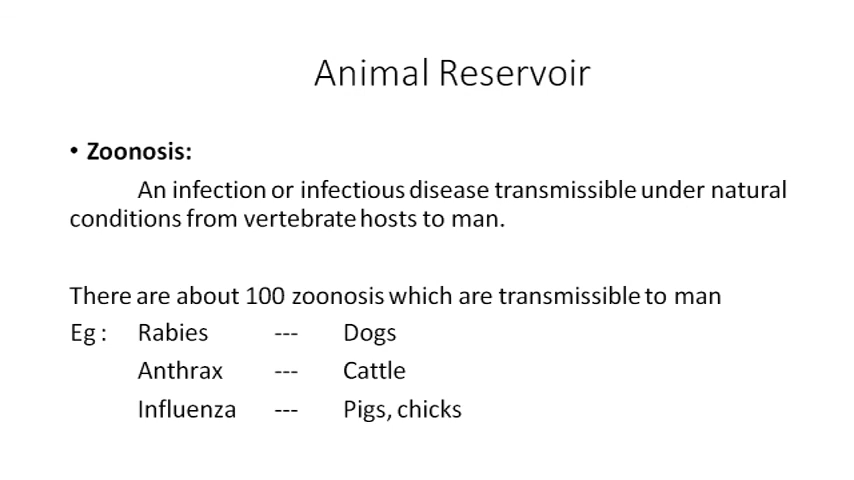 Animal Reservoir
• Zoonosis:
An infection or infectious disease transmissible under natural
conditions from vertebrate hosts to man.
There are about 100 zoonosis which are transmissible to man
Eg : Rabies --- Dogs
Anthrax --- Cattle
Influenza --- Pigs, chicks